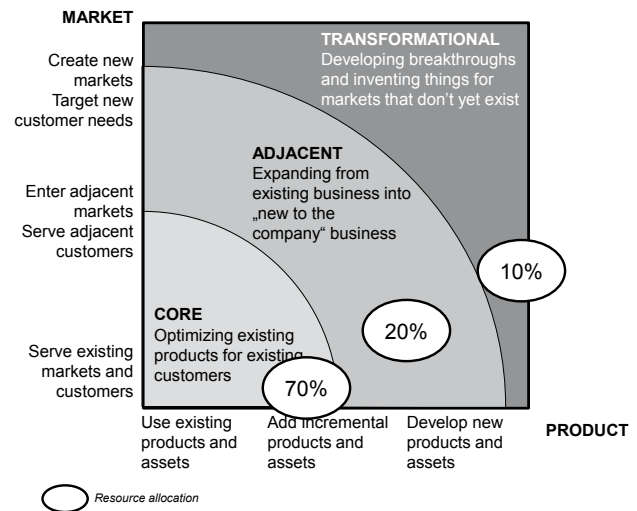 MARKET
Create new
markets
Target new
customer needs
Enter adjacent
markets
Serve adjacent
customers
Serve existing
markets and
customers
TRANSFORMATIONAL
Developing breakthroughs
and inventing things for
markets that don't yet exist
ADJACENT
Expanding from
existing business into
„new to the
company“ business
10%
20%
CORE
Optimizing existing
products for existing
customers
70%
Use existing
products and
assets
Add incremental
products and
assets
Develop new
products and
assets
PRODUCT
Resource allocation